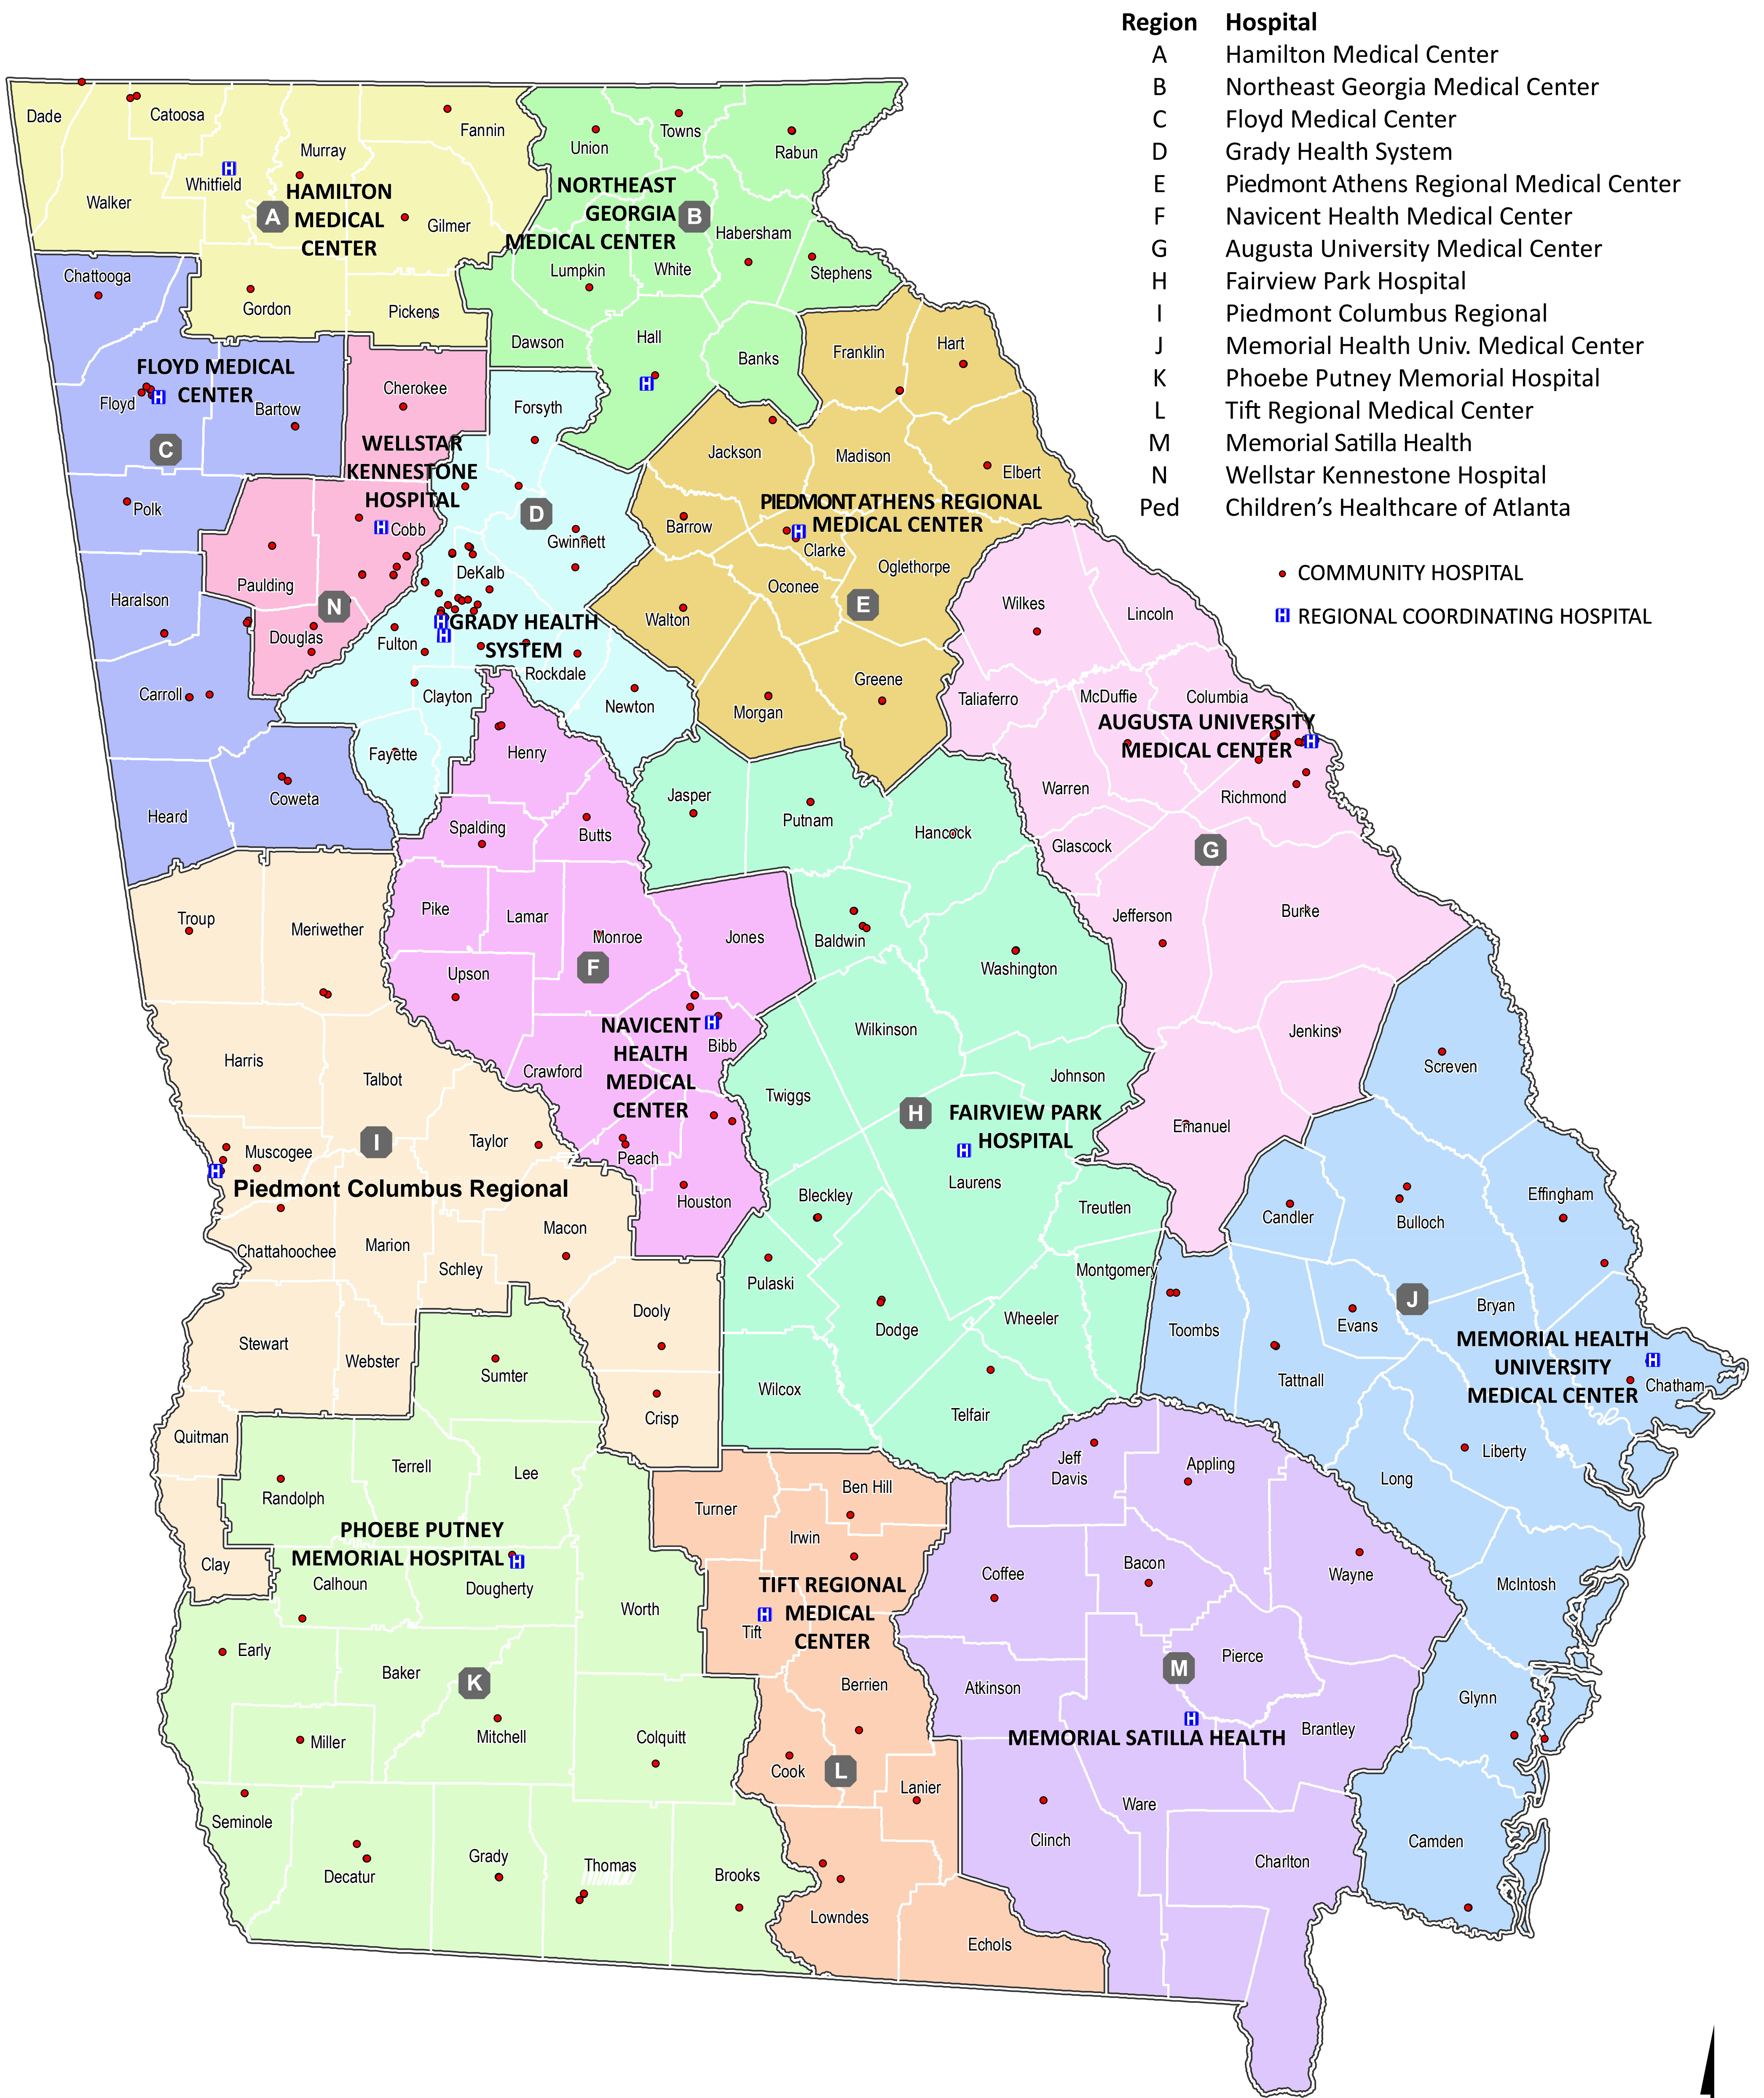 Region Hospital
A Hamilton Medical Center
B Northeast Georgia Medical Center
C Floyd Medical Center
D Grady Health System
E Piedmont Athens Regional Medical Center
F Navicent Health Medical Center
G Augusta University Medical Center
H Fairview Park Hospital
I Piedmont Columbus Regional
J Memorial Health Univ. Medical Center
K Phoebe Putney Memorial Hospital
L Tift Regional Medical Center
M Memorial Satilla Health
N Wellstar Kennestone Hospital
Ped Children's Healthcare of Atlanta
COMMUNITY HOSPITAL
H REGIONAL COORDINATING HOSPITAL
Dade
Catoosa
Fannin
Murray
Whitfield
H
Walker
A
HAMILTON
MEDICAL
CENTER
Gilmer
Gordon
Pickens
Union
Towns
Rabun
NORTHEAST
GEORGIA
MEDICAL CENTER
B
Habersham
Lumpkin
White
Stephens
Dawson
Hall
H
Banks
Chattooga
FLOYD MEDICAL
CENTER
Floyd
H
Bartow
C
Polk
Haralson
Carroll
Heard
Coweta
Cherokee
WELLSTAR
KENNESTONE
HOSPITAL
H
Cobb
Paulding
N
Douglas
Forsyth
D
Gwinnett
DeKalb
H
H
GRADY HEALTH
SYSTEM
Fulton
Rockdale
Clayton
Newton
Fayette
Franklin
Hart
Jackson
Madison
Elbert
PIEDMONT ATHENS REGIONAL
MEDICAL CENTER
Barrow
H
Clarke
Oconee
Oglethorpe
E
Walton
Morgan
Greene
Wilkes
Lincoln
Taliaferro
McDuffie
Columbia
AUGUSTA UNIVERSITY
MEDICAL CENTER
H
Warren
Richmond
Glascock
G
Jefferson
Burke
Jenkins
Emanuel
Henry
Spalding
Butts
Pike
Lamar
Monroe
Jones
F
Upson
NAVICENT
HEALTH
MEDICAL
CENTER
H
Bibb
Crawford
Peach
Houston
Jasper
Putnam
Hancock
Baldwin
Washington
Wilkinson
Twiggs
Johnson
H
FAIRVIEW PARK
HOSPITAL
H
Laurens
Bleckley
Treutlen
Pulaski
Montgomery
Dodge
Wheeler
Wilcox
Telfair
Troup
Meriwether
Harris
Talbot
I
Taylor
Muscogee
H
Piedmont Columbus Regional
Chattahoochee
Marion
Macon
Schley
Dooly
Stewart
Webster
Crisp
Quitman
Clay
Screven
Candler
Bulloch
Effingham
J
Bryan
Toombs
Evans
Tattnall
MEMORIAL HEALTH
UNIVERSITY
MEDICAL CENTER
H
Chatham
Liberty
Long
McIntosh
Glynn
Camden
Sumter
Terrell
Lee
Randolph
PHOEBE PUTNEY
MEMORIAL HOSPITAL
H
Calhoun
Dougherty
Worth
Early
Baker
K
Mitchell
Miller
Colquitt
Seminole
Decatur
Grady
Thomas
Brooks
Turner
Ben Hill
Irwin
TIFT REGIONAL
MEDICAL
CENTER
H
Tift
Berrien
Cook
L
Lanier
Lowndes
Echols
Jeff
Davis
Appling
Coffee
Bacon
Wayne
Atkinson
M
Pierce
H
MEMORIAL SATILLA HEALTH
Brantley
Ware
Clinch
Charlton